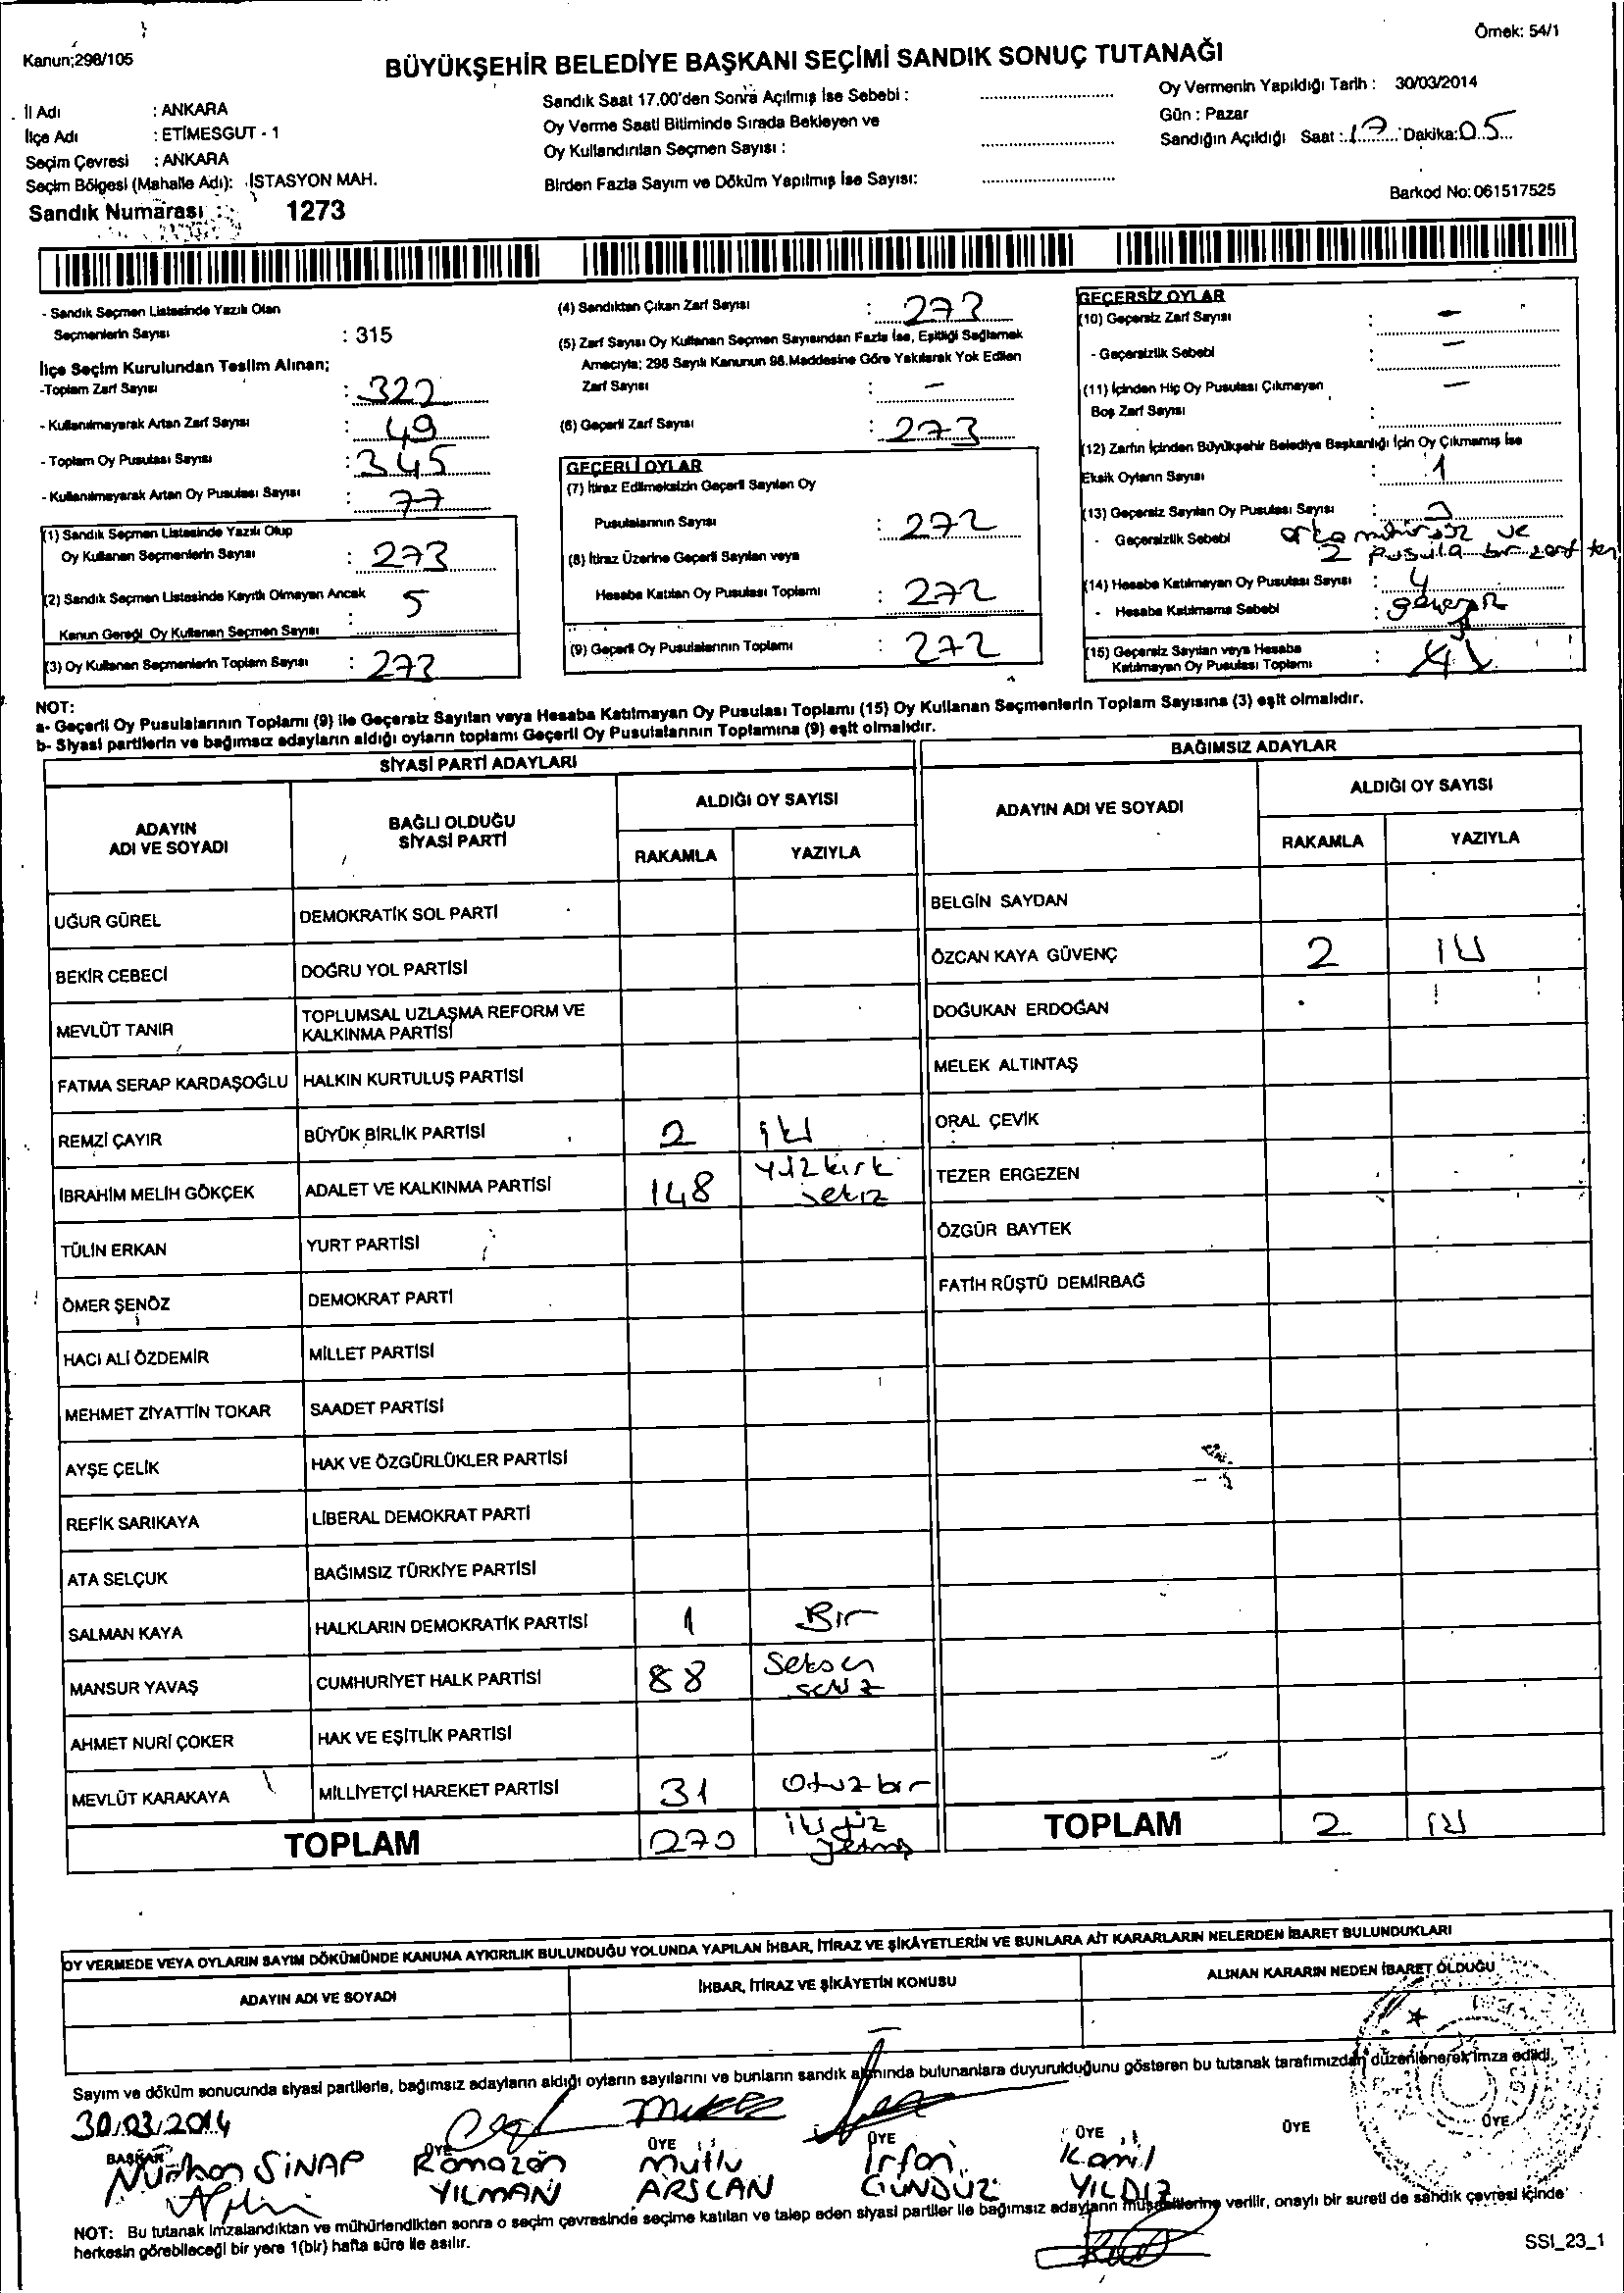 Örnek: 54/1
Kanun;298/105
BÜYÜKŞEHİR BELEDİYE BAŞKANI SEÇİMİ SANDIK SONUÇ TUTANAĞI
İl Adı : ANKARA
İlçe Adı : ETİMESGUT - 1
Seçim Çevresi : ANKARA
Seçim Bölgesi (Mahalle Adı): İSTASYON MAH.
Sandık Numarası : 1273
Sandık Saat 17.00'den Sonra Açılmış İse Sebebi :
Oy Verme Saati Bitiminde Sırada Bekleyen ve
Oy Kullandırılan Seçmen Sayısı :
Birden Fazla Sayım ve Döküm Yapılmış İse Sayısı:
Oy Vermenin Yapıldığı Tarih : 30/03/2014
Gün : Pazar
Sandığın Açıldığı Saat : 17 Dakika: 05
Barkod No: 061517525
- Sandık Seçmen Listesinde Yazılı Olan
Seçmenlerin Sayısı : 315
İlçe Seçim Kurulundan Teslim Alınan;
-Toplam Zarf Sayısı : 322
- Kullanılmayarak Artan Zarf Sayısı : 49
- Toplam Oy Pusulası Sayısı : 345
- Kullanılmayarak Artan Oy Pusulası Sayısı : 77
(1) Sandık Seçmen Listesinde Yazılı Olup
Oy Kullanan Seçmenlerin Sayısı : 273
(2) Sandık Seçmen Listesinde Kayıtlı Olmayan Ancak
Kanun Gereği Oy Kullanan Seçmen Sayısı : 5
(3) Oy Kullanan Seçmenlerin Toplam Sayısı : 273
(4) Sandıktan Çıkan Zarf Sayısı : 273
(5) Zarf Sayısı Oy Kullanan Seçmen Sayısından Fazla İse, Eşitliği Sağlamak
Amacıyla; 298 Sayılı Kanunun 98.Maddesine Göre Yakılarak Yok Edilen
Zarf Sayısı : -
(6) Geçerli Zarf Sayısı : 273
GEÇERLİ OYLAR
(7) İtiraz Edilmeksizin Geçerli Sayılan Oy
Pusulalarının Sayısı : 272
(8) İtiraz Üzerine Geçerli Sayılan veya
Hesaba Katılan Oy Pusulası Toplamı : 272
(9) Geçerli Oy Pusulalarının Toplamı : 272
GEÇERSİZ OYLAR
(10) Geçersiz Zarf Sayısı : -
- Geçersizlik Sebebi : -
(11) İçinden Hiç Oy Pusulası Çıkmayan -
Boş Zarf Sayısı :
(12) Zarfın İçinden Büyükşehir Belediye Başkanlığı İçin Oy Çıkmamış İse
Eksik Oyların Sayısı : 1
(13) Geçersiz Sayılan Oy Pusulası Sayısı :
- Geçersizlik Sebebi arka mühürsüz ve
2 pusula bir zarf ten
(14) Hesaba Katılmayan Oy Pusulası Sayısı : 4
- Hesaba Katılmama Sebebi : geçersiz
(15) Geçersiz Sayılan veya Hesaba
Katılmayan Oy Pusulası Toplamı :
NOT:
a- Geçerli Oy Pusulalarının Toplamı (9) ile Geçersiz Sayılan veya Hesaba Katılmayan Oy Pusulası Toplamı (15) Oy Kullanan Seçmenlerin Toplam Sayısına (3) eşit olmalıdır.
b- Siyasi partilerin ve bağımsız adayların aldığı oyların toplamı Geçerli Oy Pusulalarının Toplamına (9) eşit olmalıdır.
SİYASİ PARTİ ADAYLARI
ADAYIN
ADI VE SOYADI
BAĞLI OLDUĞU
SİYASİ PARTİ
ALDIĞI OY SAYISI
RAKAMLA YAZIYLA
UĞUR GÜREL DEMOKRATİK SOL PARTİ
BEKİR CEBECİ DOĞRU YOL PARTİSİ
MEVLÜT TANIR TOPLUMSAL UZLAŞMA REFORM VE
KALKINMA PARTİSİ
FATMA SERAP KARDAŞOĞLU HALKIN KURTULUŞ PARTİSİ
REMZİ ÇAYIR BÜYÜK BİRLİK PARTİSİ 2 iki
İBRAHİM MELİH GÖKÇEK ADALET VE KALKINMA PARTİSİ 148 yüzkırk
sekiz
TÜLİN ERKAN YURT PARTİSİ
ÖMER ŞENÖZ DEMOKRAT PARTİ
HACI ALİ ÖZDEMİR MİLLET PARTİSİ
MEHMET ZİYATTİN TOKAR SAADET PARTİSİ
AYŞE ÇELİK HAK VE ÖZGÜRLÜKLER PARTİSİ
REFİK SARIKAYA LİBERAL DEMOKRAT PARTİ
ATA SELÇUK BAĞIMSIZ TÜRKİYE PARTİSİ
SALMAN KAYA HALKLARIN DEMOKRATİK PARTİSİ 1 Bir
MANSUR YAVAŞ CUMHURİYET HALK PARTİSİ 88 Seksen
sekiz
AHMET NURİ ÇOKER HAK VE EŞİTLİK PARTİSİ
MEVLÜT KARAKAYA MİLLİYETÇİ HAREKET PARTİSİ 31 Otuzbir
TOPLAM 270 ikiyüz
yetmiş
BAĞIMSIZ ADAYLAR
ADAYIN ADI VE SOYADI
ALDIĞI OY SAYISI
RAKAMLA YAZIYLA
BELGİN SAYDAN
ÖZCAN KAYA GÜVENÇ 2 iki
DOĞUKAN ERDOĞAN
MELEK ALTINTAŞ
ORAL ÇEVİK
TEZER ERGEZEN
ÖZGÜR BAYTEK
FATİH RÜŞTÜ DEMİRBAĞ
TOPLAM 2 iki
OY VERMEDE VEYA OYLARIN SAYIM DÖKÜMÜNDE KANUNA AYKIRILIK BULUNDUĞU YOLUNDA YAPILAN İHBAR, İTİRAZ VE ŞİKÂYETLERİN VE BUNLARA AİT KARARLARIN NELERDEN İBARET BULUNDUKLARI
ADAYIN ADI VE SOYADI
İHBAR, İTİRAZ VE ŞİKÂYETİN KONUSU
ALINAN KARARIN NEDEN İBARET OLDUĞU
Sayım ve döküm sonucunda siyasi partilerle, bağımsız adayların aldığı oyların sayılarını ve bunların sandık alanında bulunanlara duyurulduğunu gösteren bu tutanak tarafımızdan düzenlenerek imza edildi.
30/03/2014
BAŞKAN ÜYE ÜYE ÜYE ÜYE ÜYE ÜYE
Nurhan SİNAP Ramazan Mutlu İrfan Kamil
YILMAN ARSLAN GÜNDÜZ YILDIZ
NOT: Bu tutanak imzalandıktan ve mühürlendikten sonra o seçim çevresinde seçime katılan ve talep eden siyasi partiler ile bağımsız adayların müşahitlerine verilir, onaylı bir sureti de sandık çevresi içinde
herkesin görebileceği bir yere 1(bir) hafta süre ile asılır.
SSI_23_1